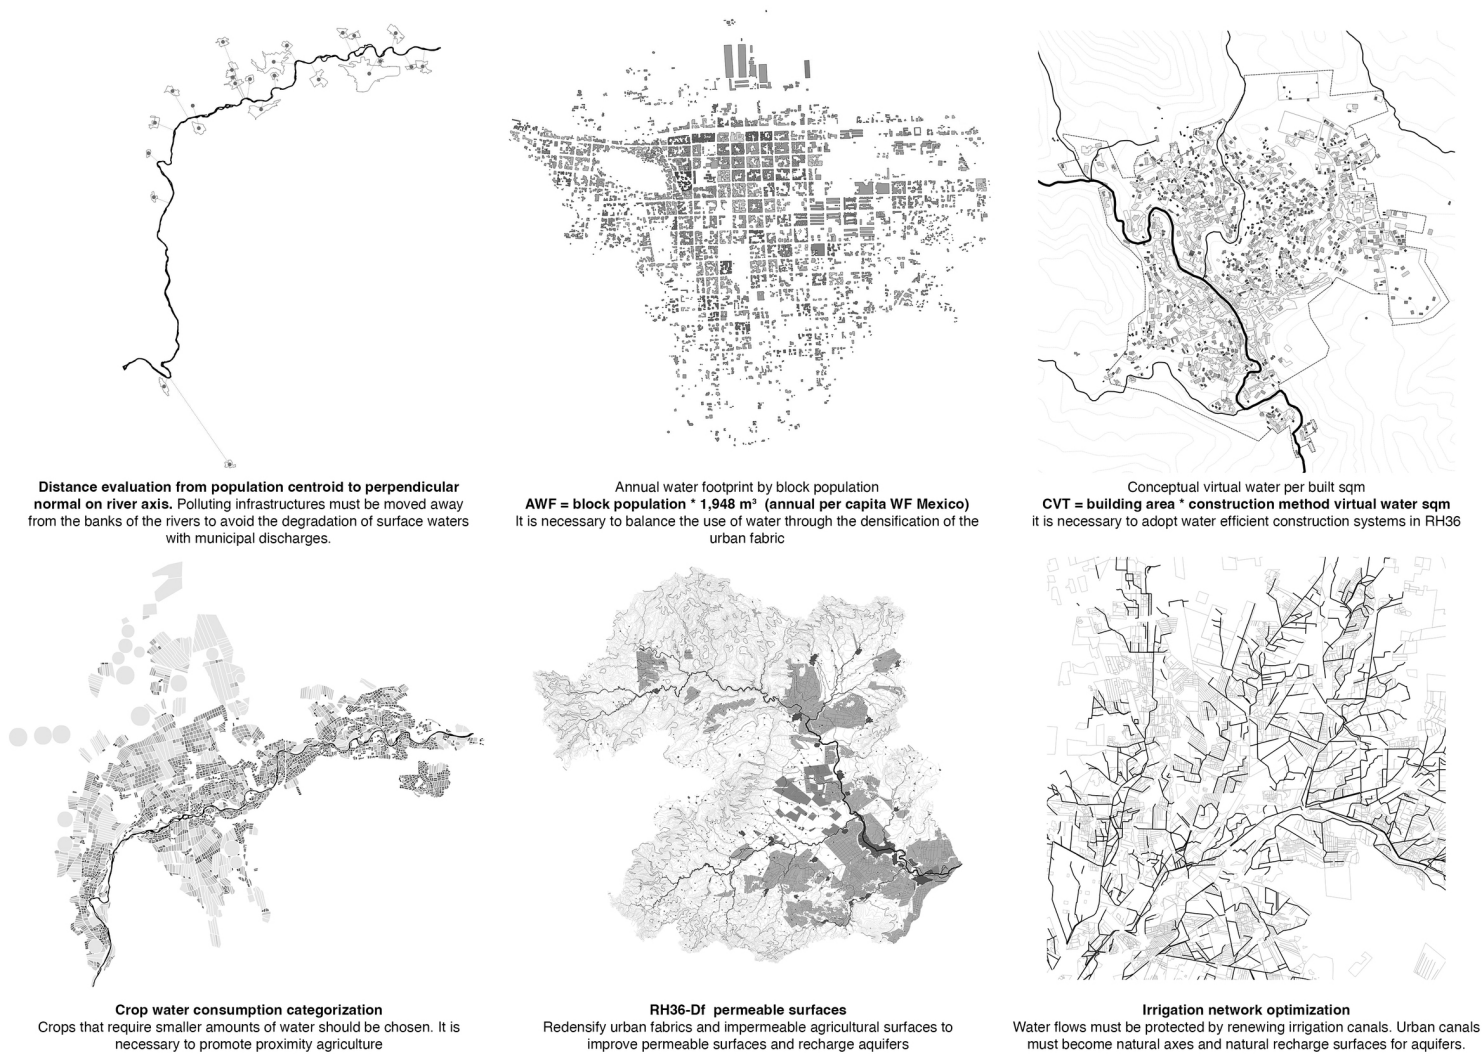 Distance evaluation from population centroid to perpendicular
normal on river axis. Polluting infrastructures must be moved away
from the banks of the rivers to avoid the degradation of surface waters
with municipal discharges.
Annual water footprint by block population
AWF = block population * 1,948 m³ (annual per capita WF Mexico)
It is necessary to balance the use of water through the densification of the
urban fabric
Conceptual virtual water per built sqm
CVT = building area * construction method virtual water sqm
it is necessary to adopt water efficient construction systems in RH36
Crop water consumption categorization
Crops that require smaller amounts of water should be chosen. It is
necessary to promote proximity agriculture
RH36-Df permeable surfaces
Redensify urban fabrics and impermeable agricultural surfaces to
improve permeable surfaces and recharge aquifers
Irrigation network optimization
Water flows must be protected by renewing irrigation canals. Urban canals
must become natural axes and natural recharge surfaces for aquifers.